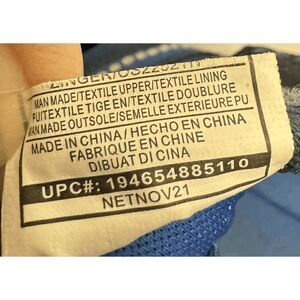 MAN MADE/TEXTILE UPPER/TEXTILE LINING
PU/TEXTILE TIGE EN/TEXTILE DOUBLURE
MAN MADE OUTSOLE/SEMELLE EXTERIEURE PU
MADE IN CHINA / HECHO EN CHINA
FABRIQUE EN CHINE
DIBUAT DI CINA
UPC#: 194654885110
NETNOV21